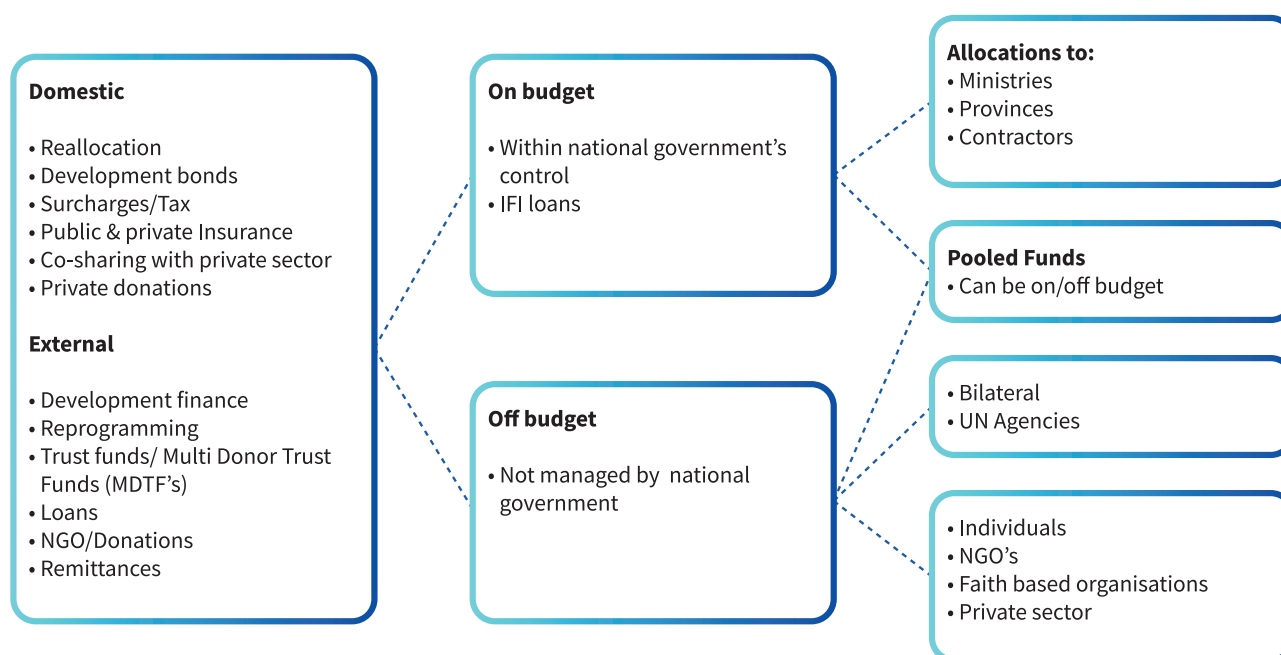 Domestic
• Reallocation
• Development bonds
• Surcharges/Tax
• Public & private Insurance
• Co-sharing with private sector
• Private donations
External
• Development finance
• Reprogramming
• Trust funds/ Multi Donor Trust
Funds (MDTF’s)
• Loans
• NGO/Donations
• Remittances
On budget
• Within national government’s
control
• IFI loans
Off budget
• Not managed by national
government
Allocations to:
• Ministries
• Provinces
• Contractors
Pooled Funds
• Can be on/off budget
• Bilateral
• UN Agencies
• Individuals
• NGO’s
• Faith based organisations
• Private sector